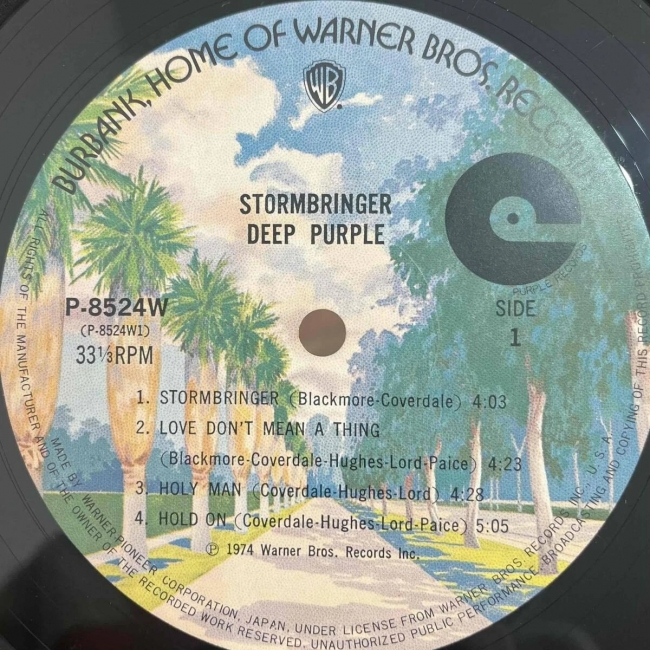 BURBANK, HOME OF WARNER BROS. RECORDS
WB
STORMBRINGER
DEEP PURPLE
PURPLE RECORDS
P-8524W
(P-8524W1)
33⅓RPM
SIDE
1
1. STORMBRINGER (Blackmore-Coverdale) 4:03
2. LOVE DON'T MEAN A THING
(Blackmore-Coverdale-Hughes-Lord-Paice) 4:23
3. HOLY MAN (Coverdale-Hughes-Lord) 4:28
4. HOLD ON (Coverdale-Hughes-Lord-Paice) 5:05
Ⓟ 1974 Warner Bros. Records Inc.
MADE BY WARNER-PIONEER CORPORATION, JAPAN, UNDER LICENSE FROM WARNER BROS RECORDS INC., U.S.A.
ALL RIGHTS OF THE MANUFACTURER AND OF THE OWNER OF THE RECORDED WORK RESERVED. UNAUTHORIZED PUBLIC PERFORMANCE BROADCASTING AND COPYING OF THIS RECORD PROHIBITED